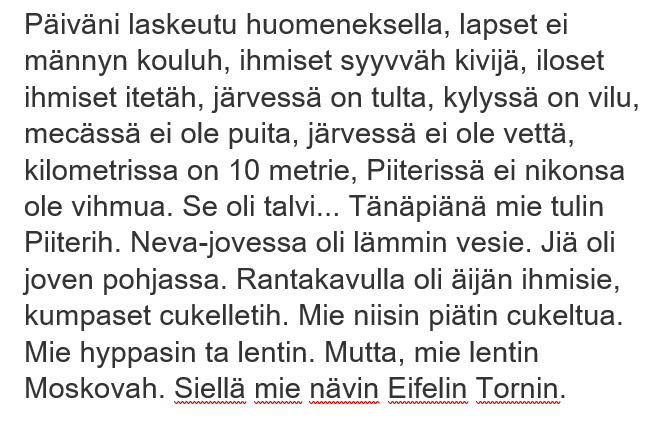 Päiväni laskeutu huomeneksella, lapset ei
männyn kouluh, ihmiset syyvväh kivijä, iloset
ihmiset itetäh, järvessä on tulta, kylyssä on vilu,
mecässä ei ole puita, järvessä ei ole vettä,
kilometrissa on 10 metrie, Piiterissä ei nikonsa
ole vihmua. Se oli talvi... Tänäpiänä mie tulin
Piiterih. Neva-jovessa oli lämmin vesie. Jiä oli
joven pohjassa. Rantakavulla oli äijän ihmisie,
kumpaset cukelletih. Mie niisin piätin cukeltua.
Mie hyppasin ta lentin. Mutta, mie lentin
Moskovah. Siellä mie nävin Eifelin Tornin.